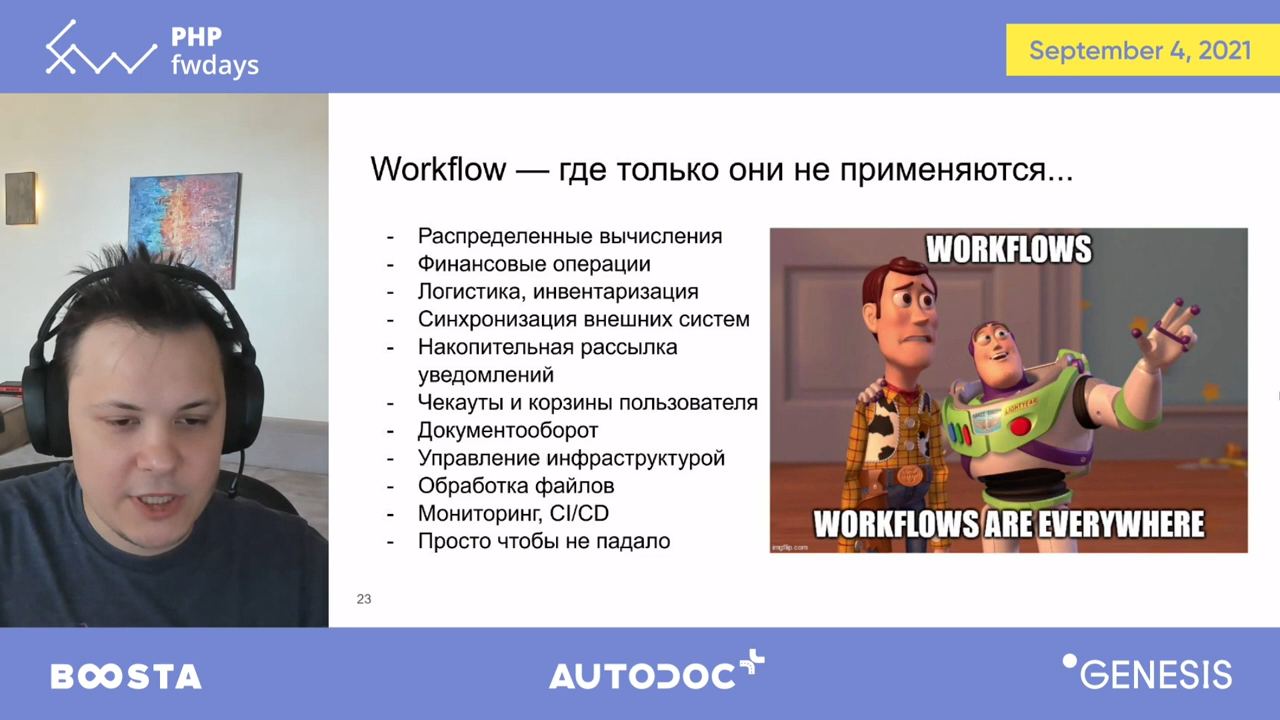 PHP
fwdays
September 4, 2021
Workflow — где только они не применяются...
- Распределенные вычисления
- Финансовые операции
- Логистика, инвентаризация
- Синхронизация внешних систем
- Накопительная рассылка
уведомлений
- Чекауты и корзины пользователя
- Документооборот
- Управление инфраструктурой
- Обработка файлов
- Мониторинг, CI/CD
- Просто чтобы не падало
WORKFLOWS
LIGHTYEAR
WORKFLOWS ARE EVERYWHERE
imgflip.com
23
BOOSTA
AUTODOC
GENESIS